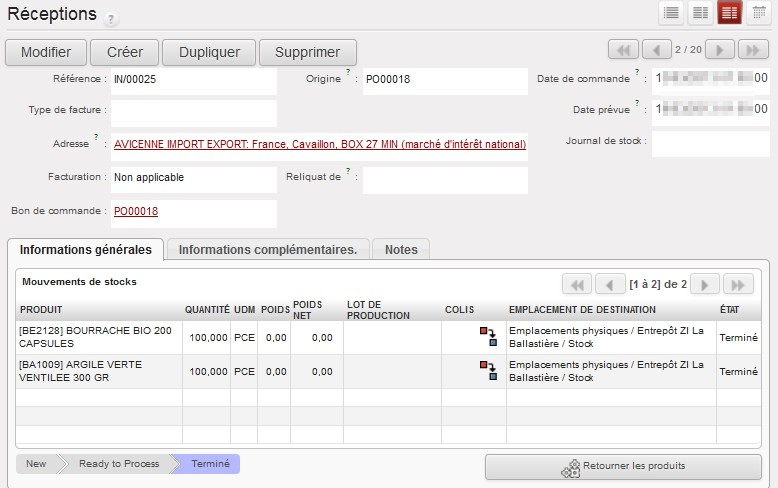 Réceptions ?
Modifier Créer Dupliquer Supprimer 2 / 20
Référence : IN/00025 Origine ? : PO00018 Date de commande ? : 1 00
Type de facture : Date prévue ? : 1 00
Adresse ? : AVICENNE IMPORT EXPORT: France, Cavaillon, BOX 27 MIN (marché d'intérêt national) Journal de stock :
Facturation : Non applicable Reliquat de ? :
Bon de commande : PO00018
Informations générales Informations complémentaires. Notes
Mouvements de stocks [1 à 2] de 2
PRODUIT QUANTITÉ UDM POIDS POIDS NET LOT DE PRODUCTION COLIS EMPLACEMENT DE DESTINATION ÉTAT
[BE2128] BOURRACHE BIO 200 CAPSULES 100,000 PCE 0,00 0,00 Emplacements physiques / Entrepôt ZI La Ballastière / Stock Terminé
[BA1009] ARGILE VERTE VENTILEE 300 GR 100,000 PCE 0,00 0,00 Emplacements physiques / Entrepôt ZI La Ballastière / Stock Terminé
New Ready to Process Terminé Retourner les produits